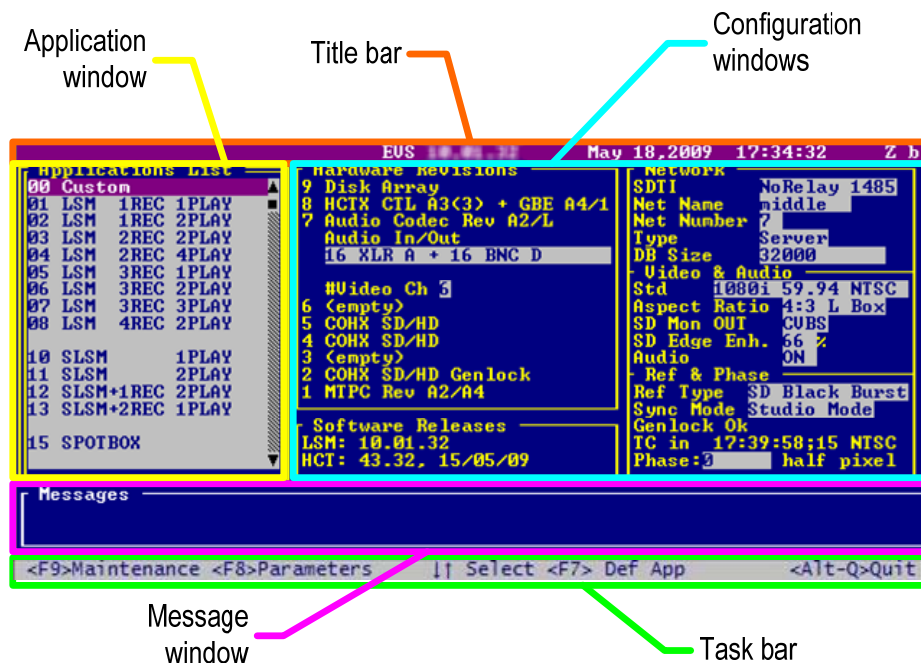 Application
window
Title bar
Configuration
windows
EVS 10.01.32 May 18,2009 17:34:32 Z b
Applications List
00 Custom
01 LSM 1REC 1PLAY
02 LSM 1REC 2PLAY
03 LSM 2REC 2PLAY
04 LSM 2REC 4PLAY
05 LSM 3REC 1PLAY
06 LSM 3REC 2PLAY
07 LSM 3REC 3PLAY
08 LSM 4REC 2PLAY
10 SLSM 1PLAY
11 SLSM 2PLAY
12 SLSM+1REC 2PLAY
13 SLSM+2REC 1PLAY
15 SPOTBOX
Hardware Revisions
9 Disk Array
8 HCTX CTL A3(3) + GBE A4/1
7 Audio Codec Rev A2/L
Audio In/Out
16 XLR A + 16 BNC D
#Video Ch 6
6 (empty)
5 COHX SD/HD
4 COHX SD/HD
3 (empty)
2 COHX SD/HD Genlock
1 MTPC Rev A2/A4
Software Releases
LSM: 10.01.32
HCT: 43.32, 15/05/09
Network
SDTI NoRelay 1485
Net Name middle
Net Number 7
Type Server
DB Size 32000
Video & Audio
Std 1080i 59.94 NTSC
Aspect Ratio 4:3 L Box
SD Mon OUT CVBS
SD Edge Enh. 66 %
Audio ON
Ref & Phase
Ref Type SD Black Burst
Sync Mode Studio Mode
Genlock Ok
TC in 17:39:58;15 NTSC
Phase:0 half pixel
Messages
<F9>Maintenance <F8>Parameters ↓↑ Select <F7> Def App <Alt-Q>Quit
Message
window
Task bar